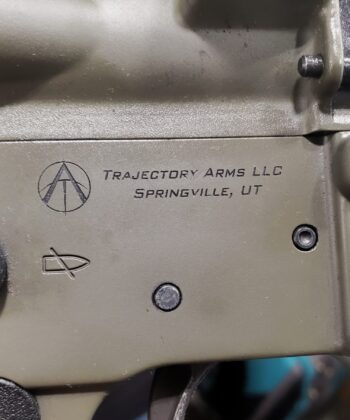 TRAJECTORY ARMS LLC
SPRINGVILLE, UT